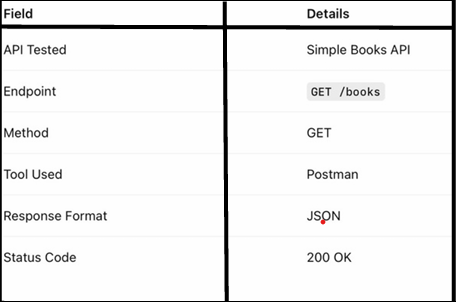 Field Details
API Tested Simple Books API
Endpoint GET /books
Method GET
Tool Used Postman
Response Format JSON
Status Code 200 OK